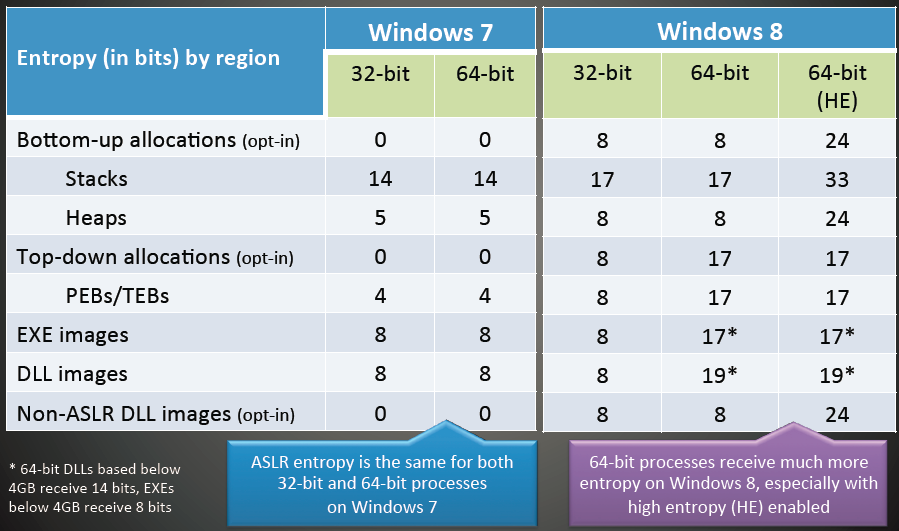 Entropy (in bits) by region Windows 7 Windows 8
32-bit 64-bit 32-bit 64-bit 64-bit
(HE)
Bottom-up allocations (opt-in) 0 0 8 8 24
Stacks 14 14 17 17 33
Heaps 5 5 8 8 24
Top-down allocations (opt-in) 0 0 8 17 17
PEBs/TEBs 4 4 8 17 17
EXE images 8 8 8 17* 17*
DLL images 8 8 8 19* 19*
Non-ASLR DLL images (opt-in) 0 0 8 8 24
* 64-bit DLLs based below
4GB receive 14 bits, EXEs
below 4GB receive 8 bits
ASLR entropy is the same for both
32-bit and 64-bit processes
on Windows 7
64-bit processes receive much more
entropy on Windows 8, especially with
high entropy (HE) enabled